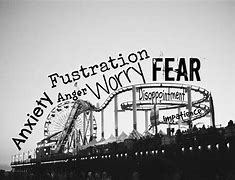 Fustration
FEAR
Anger
Worry
Anxiety
Disappointment
Impatience